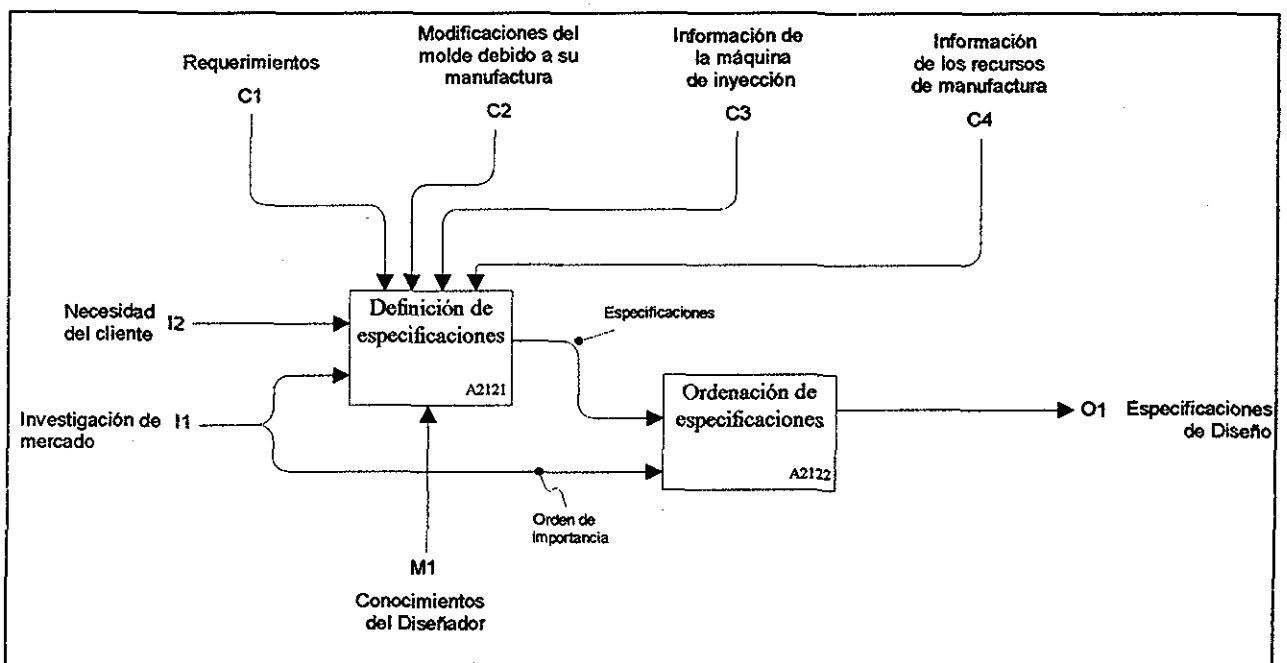 Requerimientos
C1
Modificaciones del
molde debido a su
manufactura
C2
Información de
la máquina
de inyección
C3
Información
de los recursos
de manufactura
C4
Necesidad
del cliente I2
Definición de
especificaciones
A2121
Especificaciones
Investigación de I1
mercado
Ordenación de
especificaciones
A2122
O1 Especificaciones
de Diseño
Orden de
importancia
M1
Conocimientos
del Diseñador